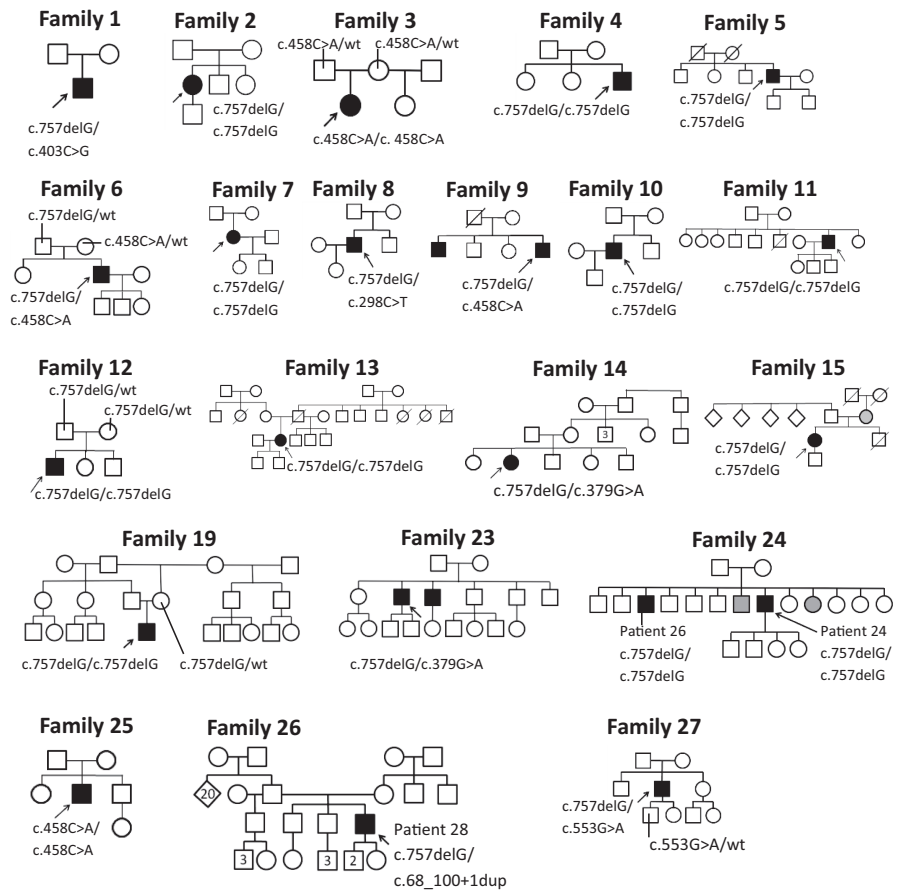 Family 1
Family 2
Family 3
Family 4
Family 5
c.458C>A/wt
c.458C>A/wt
c.757delG/
c.403C>G
c.757delG/
c.757delG
c.458C>A/c. 458C>A
c.757delG/c.757delG
c.757delG/
c.757delG
Family 6
Family 7
Family 8
Family 9
Family 10
Family 11
c.757delG/wt
c.458C>A/wt
c.757delG/
c.458C>A
c.757delG/
c.757delG
c.757delG/
c.298C>T
c.757delG/
c.458C>A
c.757delG/
c.757delG
c.757delG/c.757delG
Family 12
Family 13
Family 14
Family 15
c.757delG/wt
c.757delG/wt
c.757delG/c.757delG
c.757delG/c.757delG
3
c.757delG/c.379G>A
c.757delG/
c.757delG
Family 19
Family 23
Family 24
c.757delG/c.757delG
c.757delG/wt
c.757delG/c.379G>A
Patient 26
c.757delG/
c.757delG
Patient 24
c.757delG/
c.757delG
Family 25
Family 26
Family 27
c.458C>A/
c.458C>A
20
3
3
2
Patient 28
c.757delG/
c.68_100+1dup
c.757delG/
c.553G>A
c.553G>A/wt